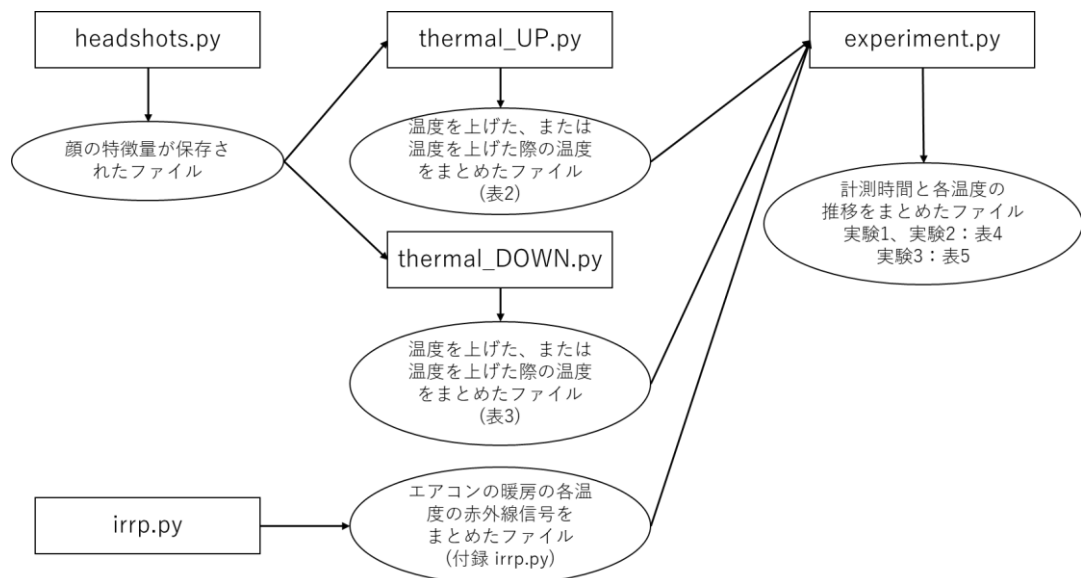 headshots.py
顔の特徴量が保存さ
れたファイル
thermal_UP.py
温度を上げた、または
温度を上げた際の温度
をまとめたファイル
(表2)
thermal_DOWN.py
温度を上げた、または
温度を上げた際の温度
をまとめたファイル
(表3)
irrp.py
エアコンの暖房の各温
度の赤外線信号を
まとめたファイル
(付録 irrp.py)
experiment.py
計測時間と各温度の
推移をまとめたファイル
実験1、実験2：表4
実験3：表5